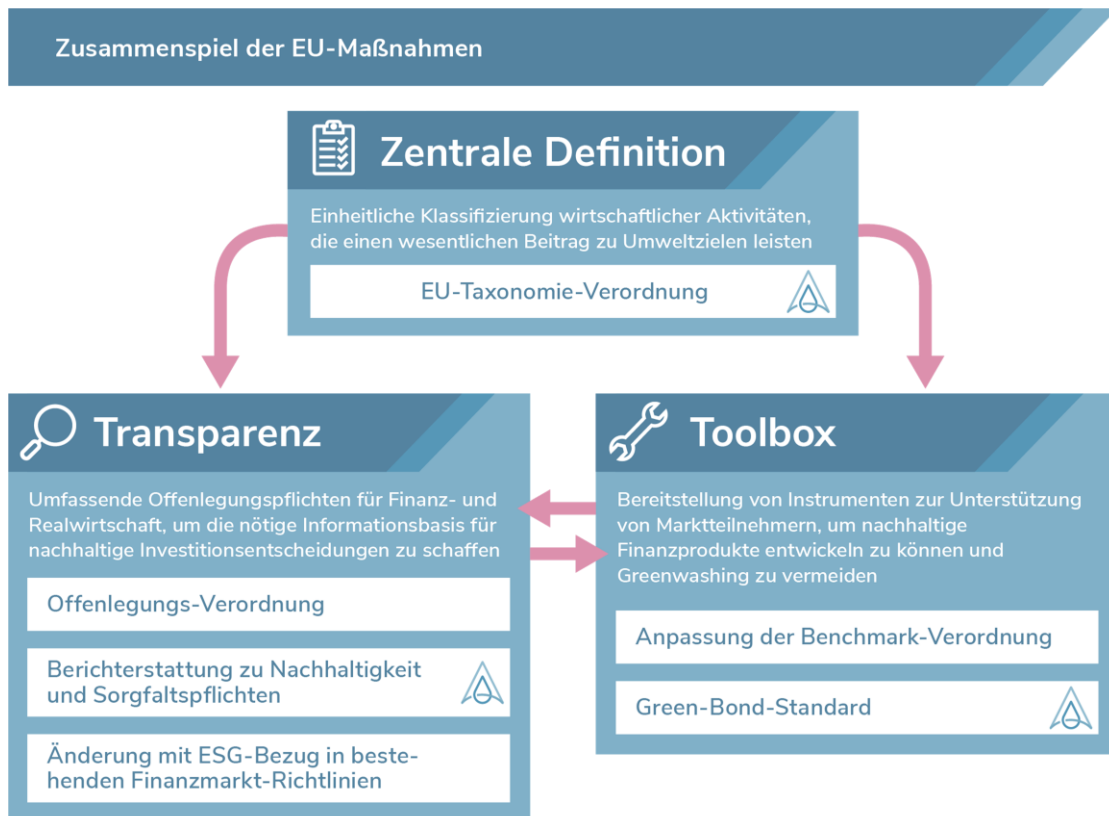 Zusammenspiel der EU-Maßnahmen
Zentrale Definition
Einheitliche Klassifizierung wirtschaftlicher Aktivitäten,
die einen wesentlichen Beitrag zu Umweltzielen leisten
EU-Taxonomie-Verordnung
Transparenz
Umfassende Offenlegungspflichten für Finanz- und
Realwirtschaft, um die nötige Informationsbasis für
nachhaltige Investitionsentscheidungen zu schaffen
Offenlegungs-Verordnung
Berichterstattung zu Nachhaltigkeit
und Sorgfaltspflichten
Änderung mit ESG-Bezug in beste-
henden Finanzmarkt-Richtlinien
Toolbox
Bereitstellung von Instrumenten zur Unterstützung
von Marktteilnehmern, um nachhaltige
Finanzprodukte entwickeln zu können und
Greenwashing zu vermeiden
Anpassung der Benchmark-Verordnung
Green-Bond-Standard